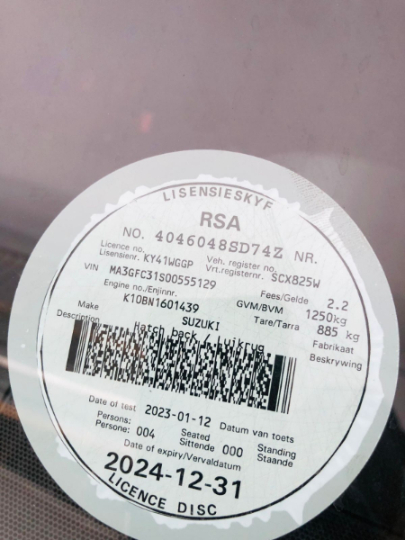 LISENSIESKYF
RSA
NO. 4046048SD74Z NR.
Licence no. Veh. register no.
Lisensienr. KY41WGGP Vrt.registernr. SCX825W
VIN MA3GFC31S00555129 Fees/Gelde 2.2
Engine no./Enjinnr. GVM/BVM 1250kg
K10BN1601439 Tare/Tarra 885 kg
Make SUZUKI Fabrikaat
Description Hatch back / Luikrug Beskrywing
Date of test 2023-01-12 Datum van toets
Persons: Seated Standing
Persone: 004 Sittende 000 Staande
Date of expiry/Vervaldatum
2024-12-31
LICENCE DISC